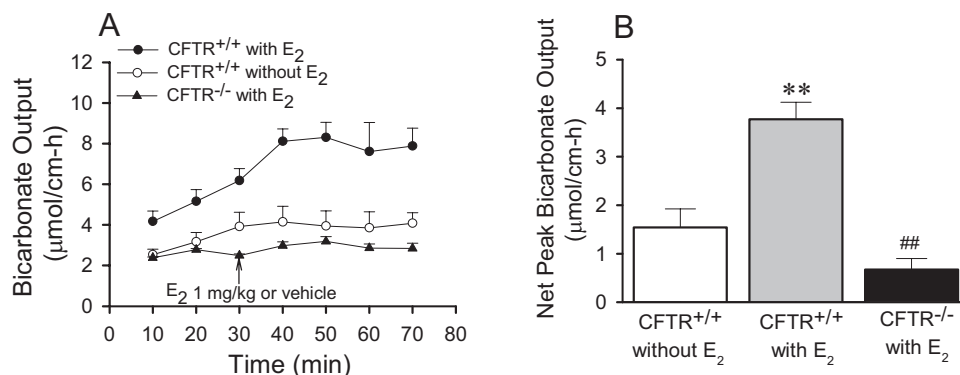 A
CFTR+/+ with E2
CFTR+/+ without E2
CFTR-/- with E2
Bicarbonate Output
(μmol/cm-h)
12
10
8
6
4
2
0
E2 1 mg/kg or vehicle
0 10 20 30 40 50 60 70 80
Time (min)
B
Net Peak Bicarbonate Output
(μmol/cm-h)
5
4
3
2
1
0
**
##
CFTR+/+
without E2
CFTR+/+
with E2
CFTR-/-
with E2